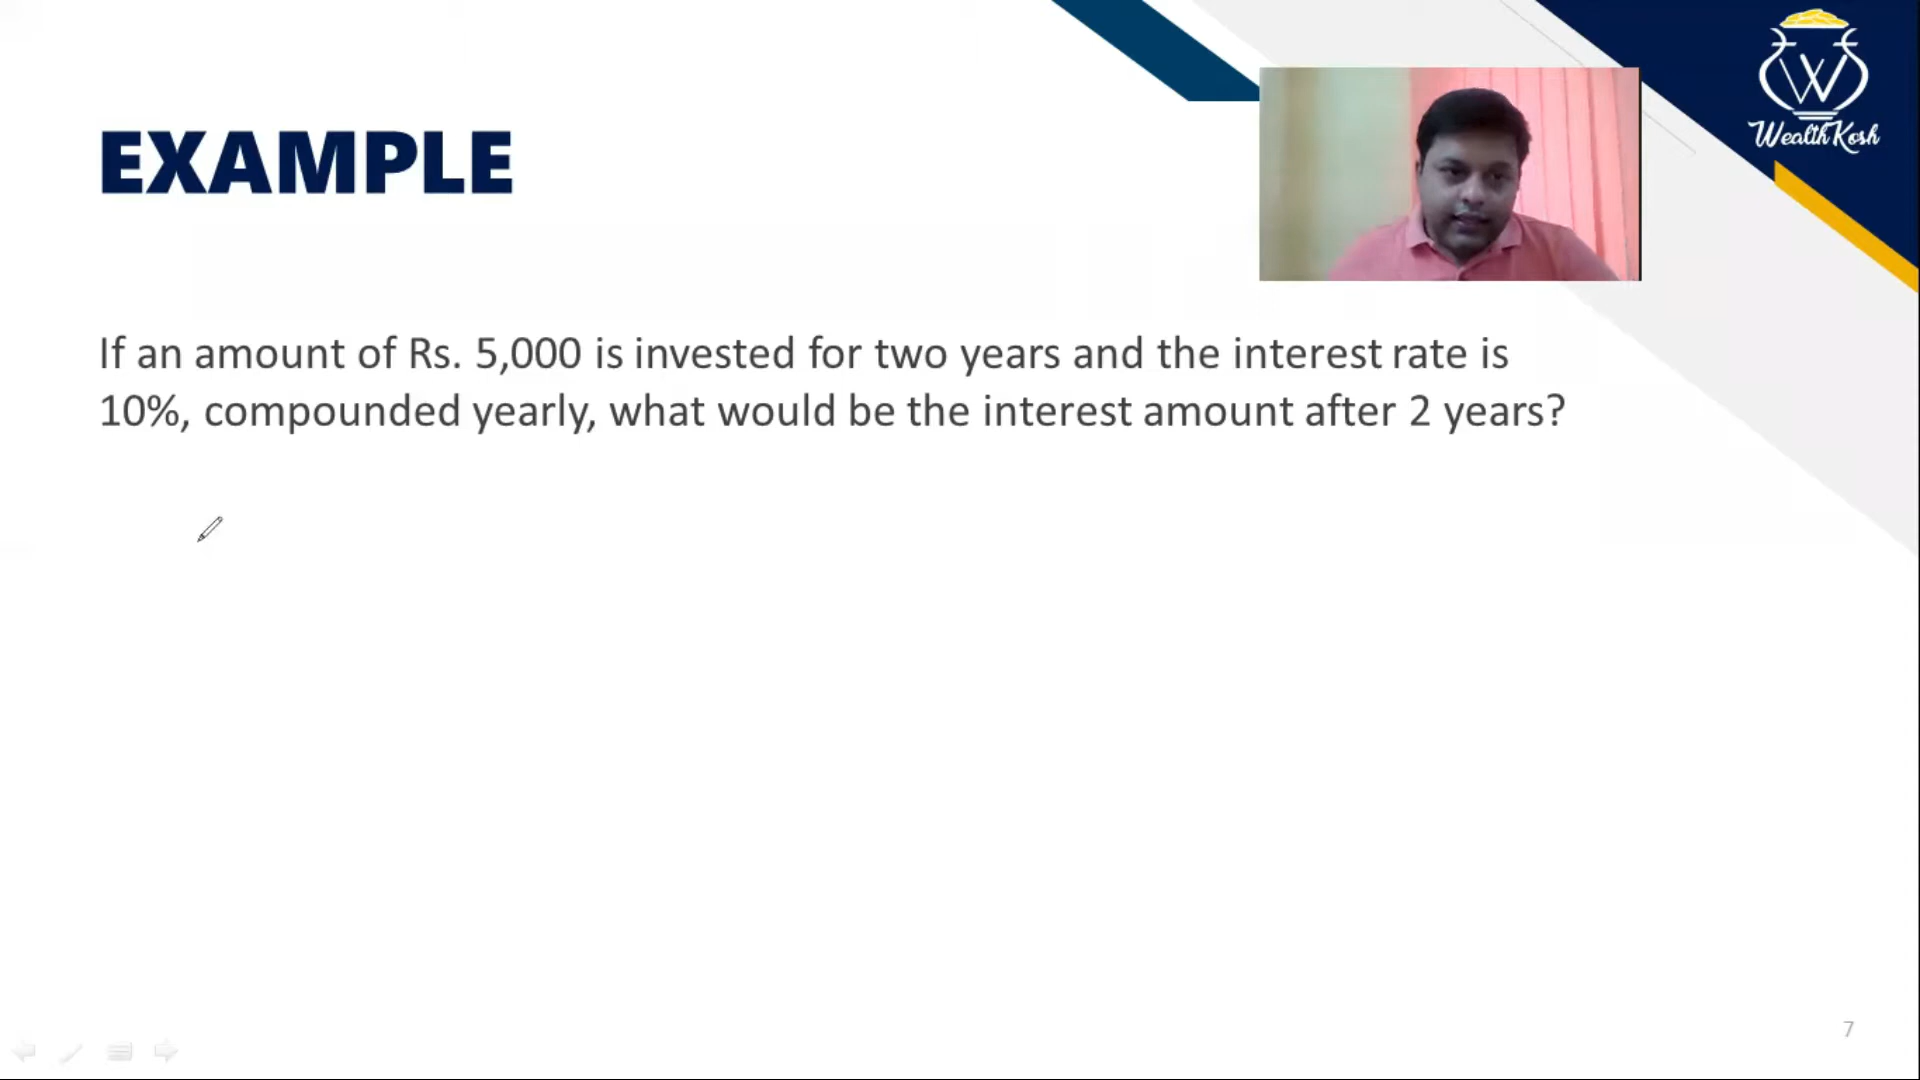 WealthKosh
EXAMPLE
If an amount of Rs. 5,000 is invested for two years and the interest rate is
10%, compounded yearly, what would be the interest amount after 2 years?
7